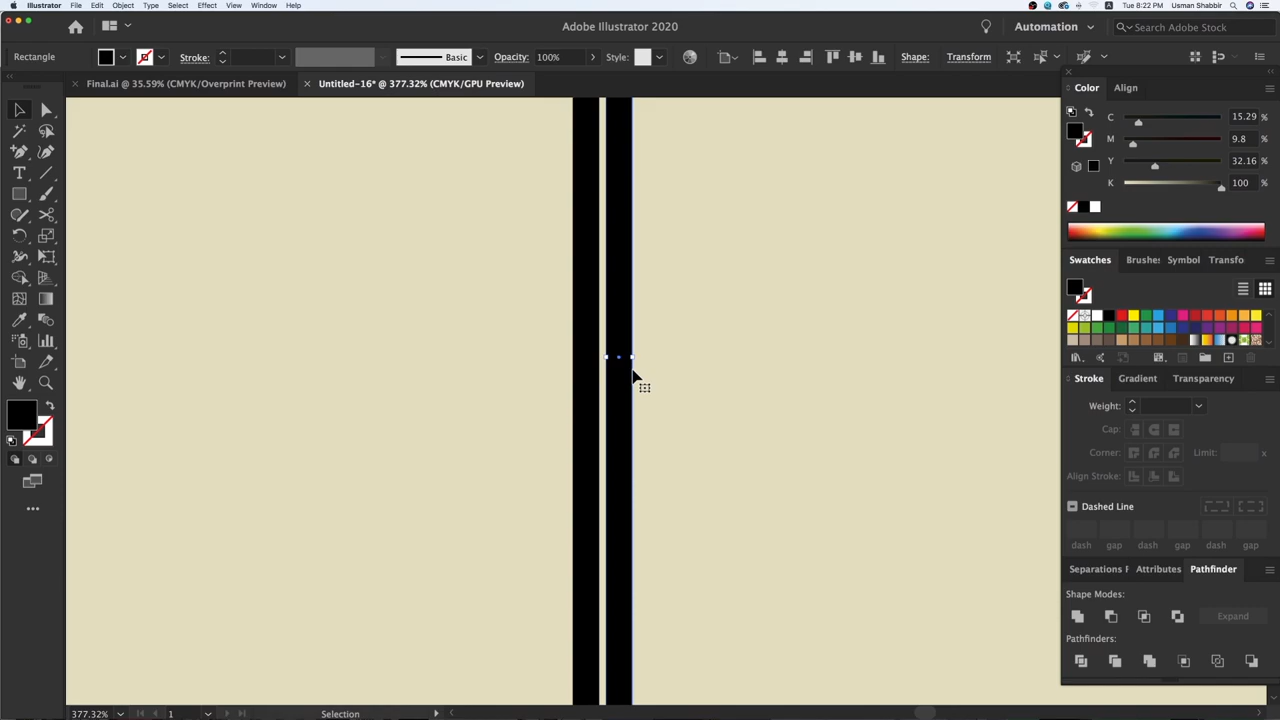 Illustrator File Edit Object Type Select Effect View Window Help
Tue 8:22 PM Usman Shabbir
Adobe Illustrator 2020
Automation
Search Adobe Stock
Rectangle
Stroke:
Basic
Opacity: 100%
Style:
Shape:
Transform
Final.ai @ 35.59% (CMYK/Overprint Preview)
Untitled-16* @ 377.32% (CMYK/GPU Preview)
Color Align
C 15.29 %
M 9.8 %
Y 32.16 %
K 100 %
Swatches Brushes Symbol Transfo
Stroke Gradient Transparency
Weight:
Cap:
Corner: Limit: x
Align Stroke:
Dashed Line
dash gap dash gap dash gap
Separations F Attributes Pathfinder
Shape Modes:
Expand
Pathfinders:
377.32% 1 Selection